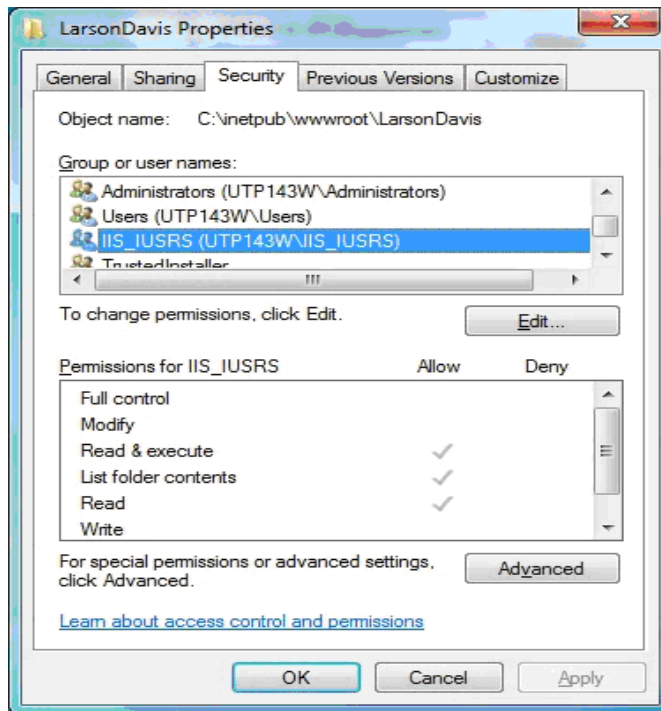 LarsonDavis Properties
General Sharing Security Previous Versions Customize
Object name: C:\inetpub\wwwroot\LarsonDavis
Group or user names:
Administrators (UTP143W\Administrators)
Users (UTP143W\Users)
IIS_IUSRS (UTP143W\IIS_IUSRS)
TrustedInstaller
To change permissions, click Edit.
Edit...
Permissions for IIS_IUSRS Allow Deny
Full control
Modify
Read & execute
List folder contents
Read
Write
For special permissions or advanced settings,
click Advanced.
Advanced
Learn about access control and permissions
OK Cancel Apply